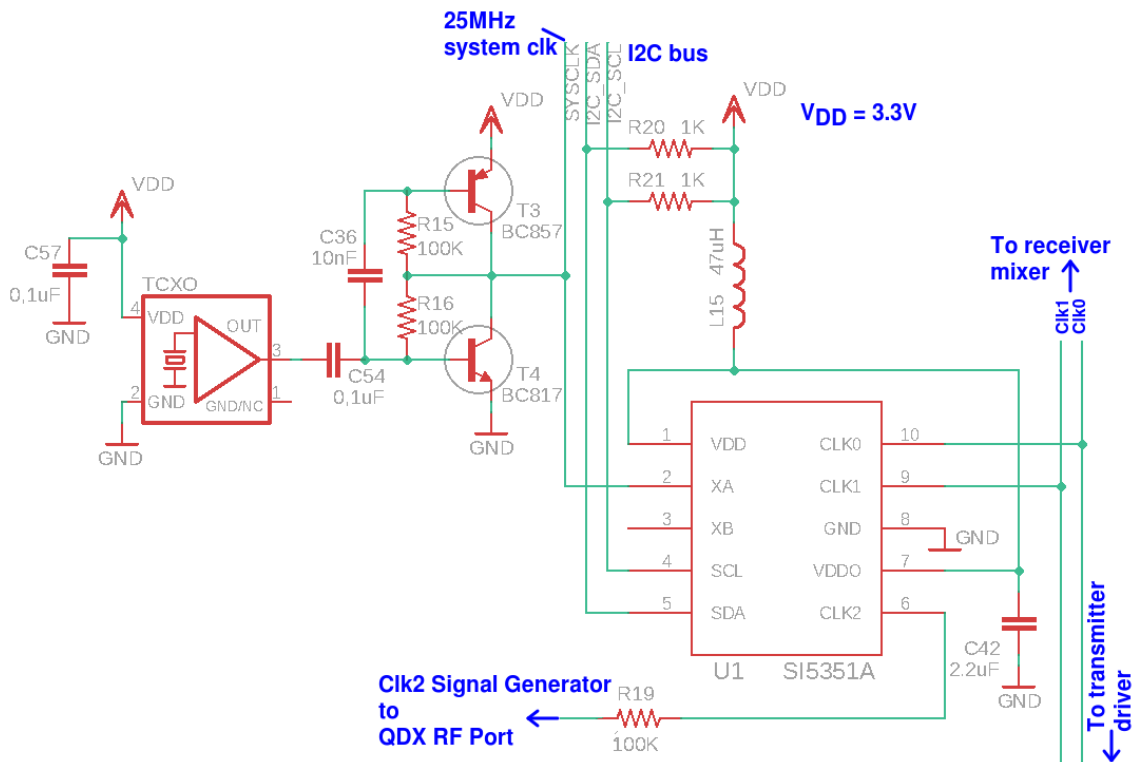 25MHz
system clk
SYSCLK
I2C_SDA
I2C_SCL
I2C bus
VDD
VDD
VDD = 3.3V
R20 1K
R21 1K
VDD
T3
BC857
R15
100K
C36
10nF
C57
0,1uF
GND
TCXO
4
VDD
OUT
3
2
GND
GND/NC
1
GND
R16
100K
C54
0,1uF
T4
BC817
GND
47uH
L15
To receiver
mixer
Clk1
Clk0
1
VDD
CLK0
10
2
XA
CLK1
9
3
XB
GND
8
GND
4
SCL
VDDO
7
5
SDA
CLK2
6
U1
SI5351A
C42
2.2uF
GND
To transmitter
driver
Clk2 Signal Generator
to
QDX RF Port
R19
100K